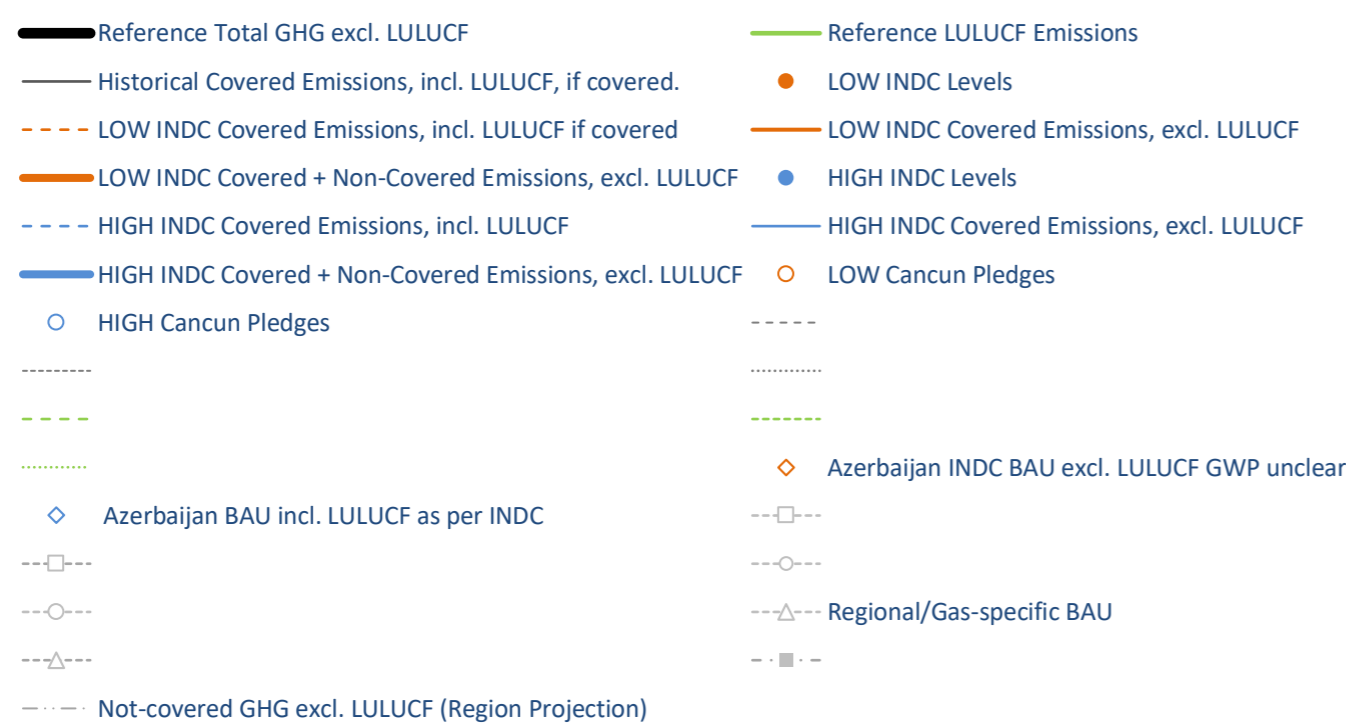 Reference Total GHG excl. LULUCF
Reference LULUCF Emissions
Historical Covered Emissions, incl. LULUCF, if covered.
LOW INDC Levels
LOW INDC Covered Emissions, incl. LULUCF if covered
LOW INDC Covered Emissions, excl. LULUCF
LOW INDC Covered + Non-Covered Emissions, excl. LULUCF
HIGH INDC Levels
HIGH INDC Covered Emissions, incl. LULUCF
HIGH INDC Covered Emissions, excl. LULUCF
HIGH INDC Covered + Non-Covered Emissions, excl. LULUCF
LOW Cancun Pledges
HIGH Cancun Pledges
Azerbaijan INDC BAU excl. LULUCF GWP unclear
Azerbaijan BAU incl. LULUCF as per INDC
Regional/Gas-specific BAU
Not-covered GHG excl. LULUCF (Region Projection)